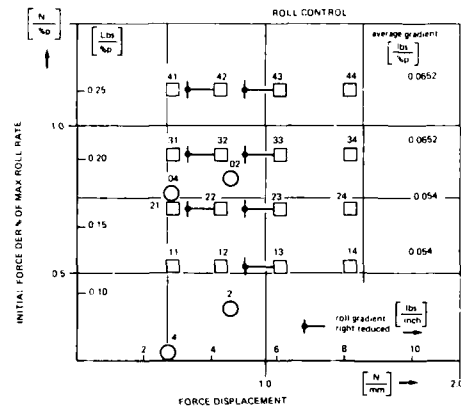 ROLL CONTROL
[N/%p]
[Lbs/%p]
average gradient
[lbs/%p]
41 42 43 44 0.0652
0.25
1.0
31 32 33 34 0.0652
0.20
04 02
0.054
21 22 23 24
0.15
11 12 13 14 0.054
0.5
0.10
2
roll gradient
right reduced
[lbs/inch]
4
2 4 6 8 10
1.0 2.0
[N/mm]
FORCE DISPLACEMENT
INITIAL FORCE DER % OF MAX ROLL RATE